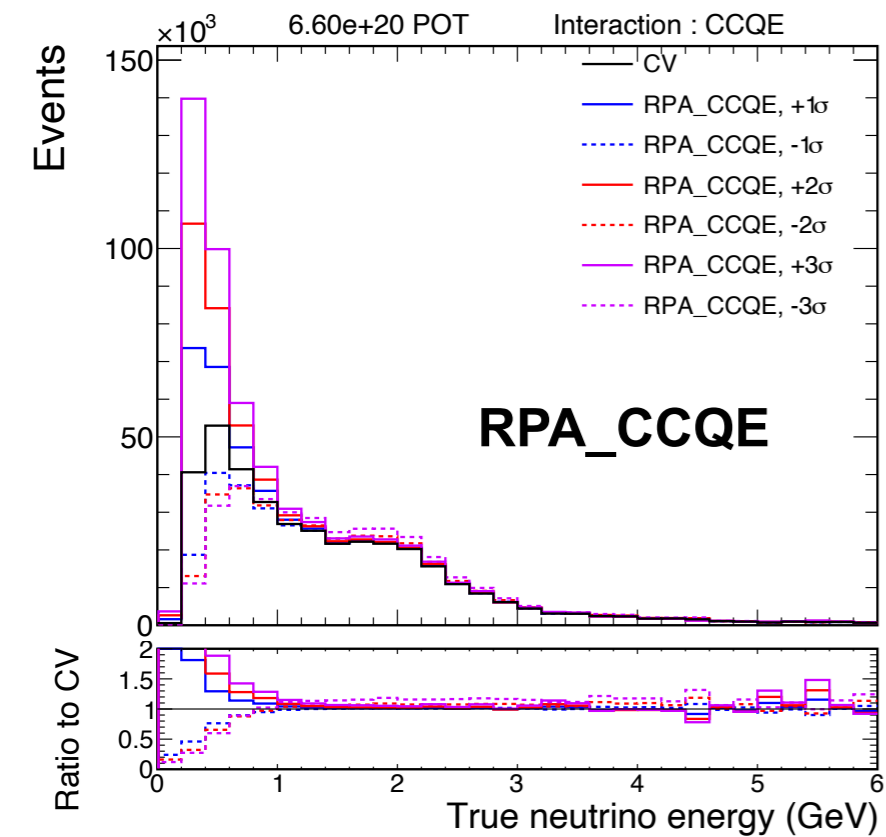 ×10³ 6.60e+20 POT Interaction : CCQE
Events
150
100
50
0
CV
RPA_CCQE, +1σ
RPA_CCQE, -1σ
RPA_CCQE, +2σ
RPA_CCQE, -2σ
RPA_CCQE, +3σ
RPA_CCQE, -3σ
RPA_CCQE
Ratio to CV
2
1.5
1
0.5
0
0 1 2 3 4 5 6
True neutrino energy (GeV)